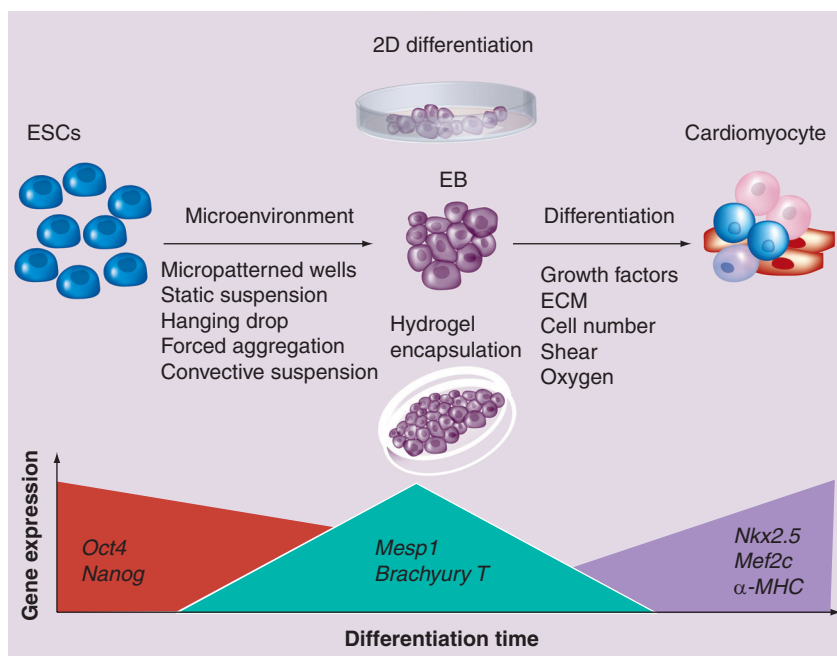 2D differentiation
ESCs
Cardiomyocyte
EB
Microenvironment
Differentiation
Micropatterned wells
Static suspension
Hanging drop
Forced aggregation
Convective suspension
Hydrogel
encapsulation
Growth factors
ECM
Cell number
Shear
Oxygen
Gene expression
Oct4
Nanog
Mesp1
Brachyury T
Nkx2.5
Mef2c
α-MHC
Differentiation time